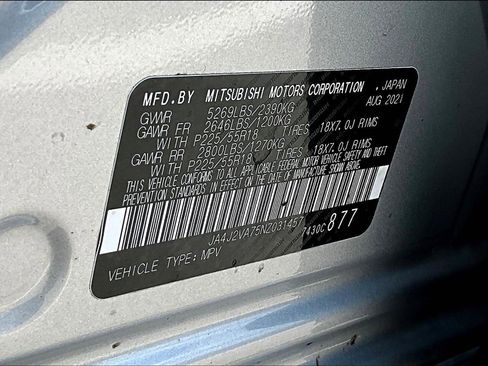 MFD.BY MITSUBISHI MOTORS CORPORATION , JAPAN
GWWR 5269LBS/2390KG AUG 2021
GAWR FR 2646LBS/1200KG
WITH P225/55R18 TIRES 18X7.0J RIMS
GAWR RR 2800LBS/1270KG
WITH P225/55R18 TIRES 18X7.0J RIMS
THIS VEHICLE CONFORMS TO ALL APPLICABLE FEDERAL MOTOR VEHICLE SAFETY AND THEFT
PREVENTION STANDARDS IN EFFECT ON THE DATE OF MANUFACTURE SHOWN ABOVE.
JA4J2VA75NZ031457
7430C 877
VEHICLE TYPE: MPV